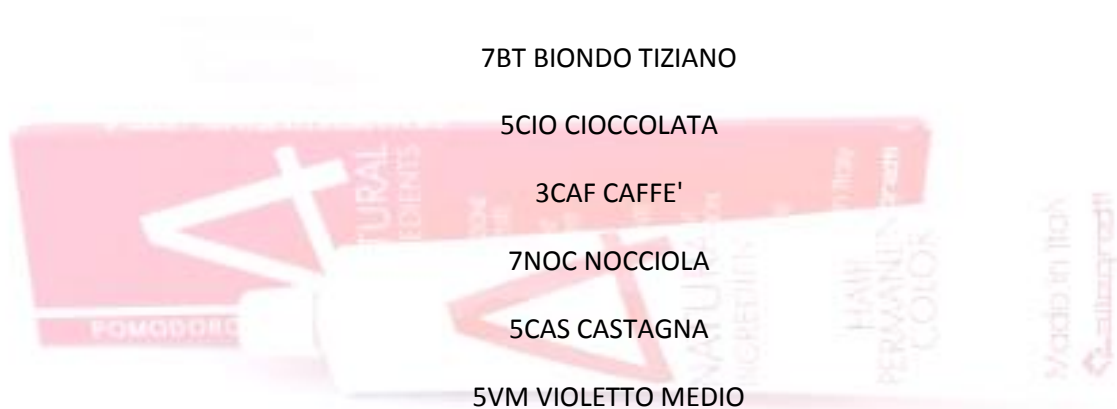 7BT BIONDO TIZIANO
5CIO CIOCCOLATA
3CAF CAFFE'
7NOC NOCCIOLA
5CAS CASTAGNA
5VM VIOLETTO MEDIO
POMODORO
HAIR
PERMANENT
COLOR
Made in Italy